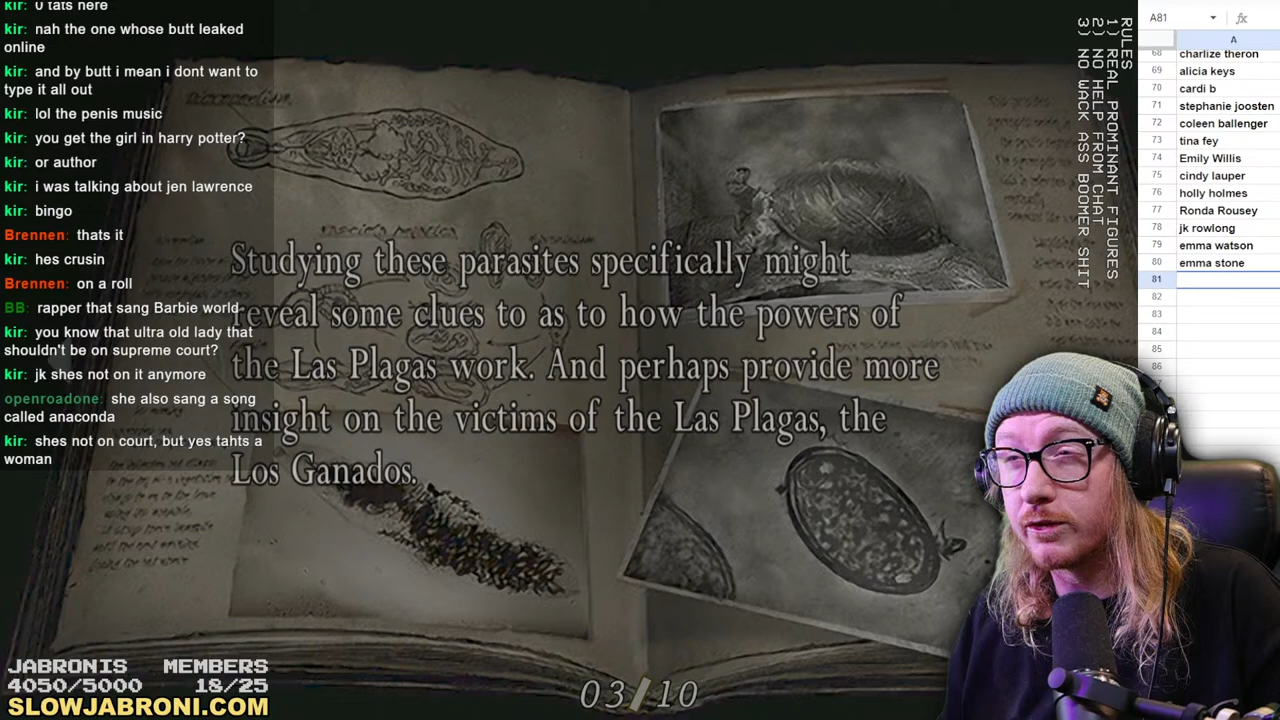 kir: 0 tats here
kir: nah the one whose butt leaked
online
kir: and by butt i mean i dont want to
type it all out
kir: lol the penis music
kir: you get the girl in harry potter?
kir: or author
kir: i was talking about jen lawrence
kir: bingo
Brennen: thats it
kir: hes crusin
Brennen: on a roll
BB: rapper that sang Barbie world
kir: you know that ultra old lady that
shouldn't be on supreme court?
kir: jk shes not on it anymore
openroadone: she also sang a song
called anaconda
kir: shes not on court, but yes tahts a
woman
Studying these parasites specifically might
reveal some clues to as to how the powers of
the Las Plagas work. And perhaps provide more
insight on the victims of the Las Plagas, the
Los Ganados.
03/10
JABRONIS MEMBERS
4050/5000 18/25
SLOWJABRONI.COM
RULES
1) REAL PROMINANT FIGURES
2) NO HELP FROM CHAT
3) NO WACK ASS BOOMER SHIT
A81 fx
A
68 charlize theron
69 alicia keys
70 cardi b
71 stephanie joosten
72 coleen ballenger
73 tina fey
74 Emily Willis
75 cindy lauper
76 holly holmes
77 Ronda Rousey
78 jk rowlong
79 emma watson
80 emma stone
81
82
83
84
85
86